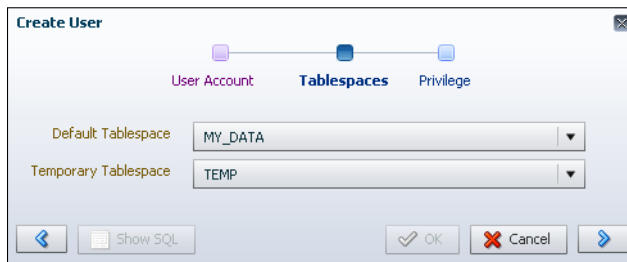 Create User
User Account
Tablespaces
Privilege
Default Tablespace
MY_DATA
Temporary Tablespace
TEMP
Show SQL
OK
Cancel